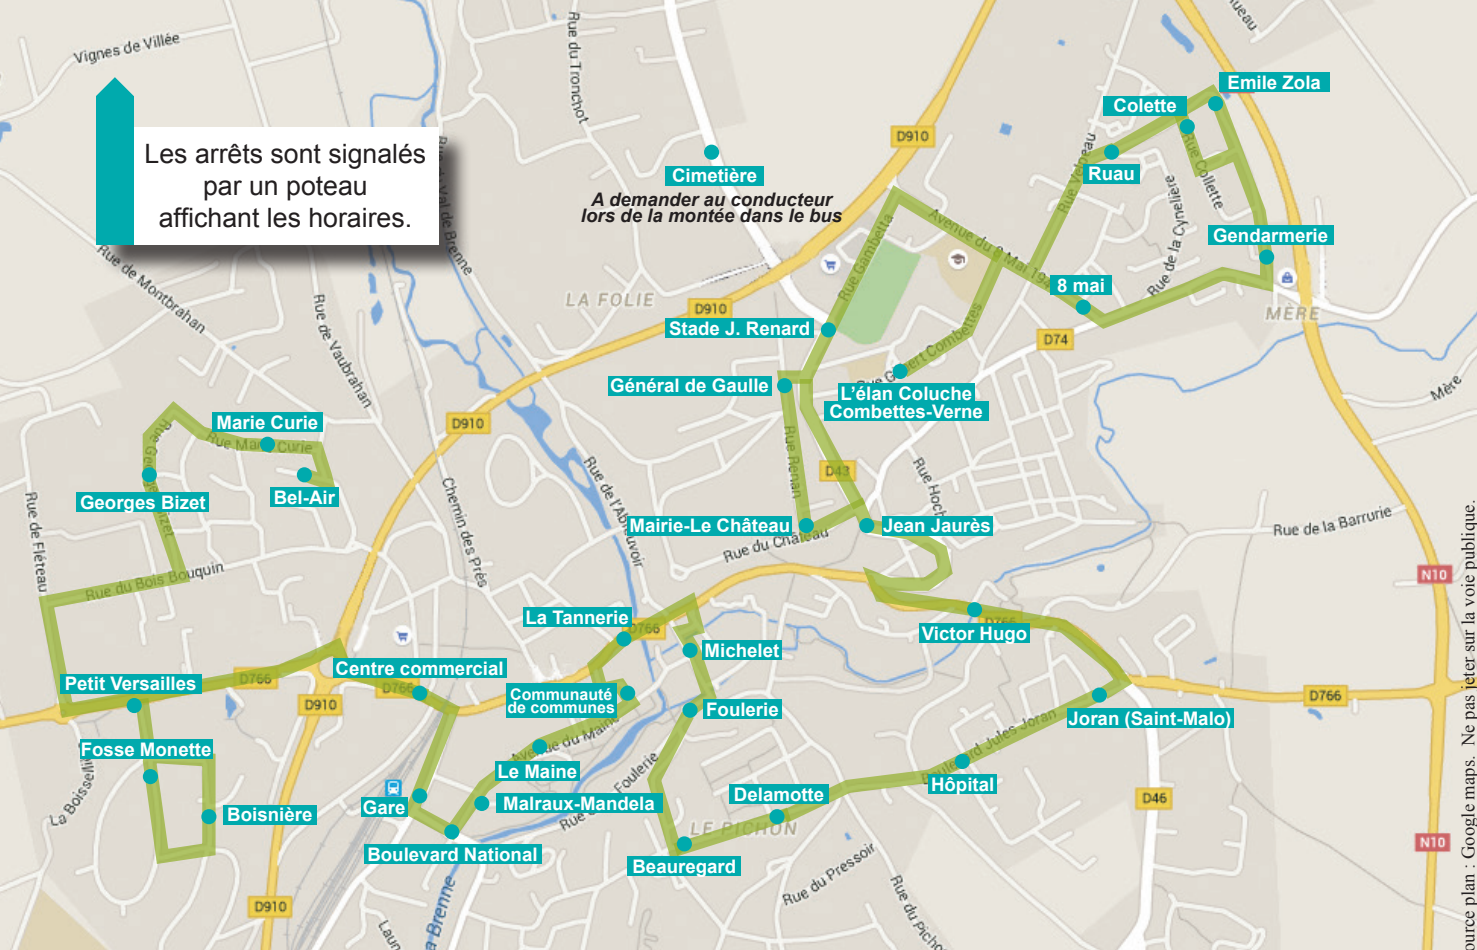 Vignes de Villée
Les arrêts sont signalés
par un poteau
affichant les horaires.
Rue du Tronchot
Cimetière
A demander au conducteur
lors de la montée dans le bus
D910
Emile Zola
Colette
Ruau
Rue Velpeau
Rue Collette
Rue de la Cynelière
Gendarmerie
8 mai
MÈRE
Rue Gambetta
Rue de Montbrahan
Rue de Vaubrahan
LA FOLIE
D910
Stade J. Renard
D74
Général de Gaulle
L'élan Coluche
Combettes-Verne
Mère
Marie Curie
Rue Marie Curie
D910
Georges Bizet
Bel-Air
Rue de Fléteau
Chemin des Prés
Rue de l'Abreuvoir
Rue Renan
D43
Mairie-Le Château
Rue du Château
Jean Jaurès
Rue de la Barrurie
N10
Rue du Bois Bouquin
La Tannerie
D766
Michelet
Victor Hugo
D766
Petit Versailles
D766
D910
Centre commercial
D766
Communauté
de communes
Foulerie
Joran (Saint-Malo)
D766
Boulevard Jules Joran
Fosse Monette
Avenue du Maine
Le Maine
Hôpital
Gare
Malraux-Mandela
Delamotte
D46
Boisnière
LE PICHON
Boulevard National
Beauregard
N10
Rue du Pressoir
D910